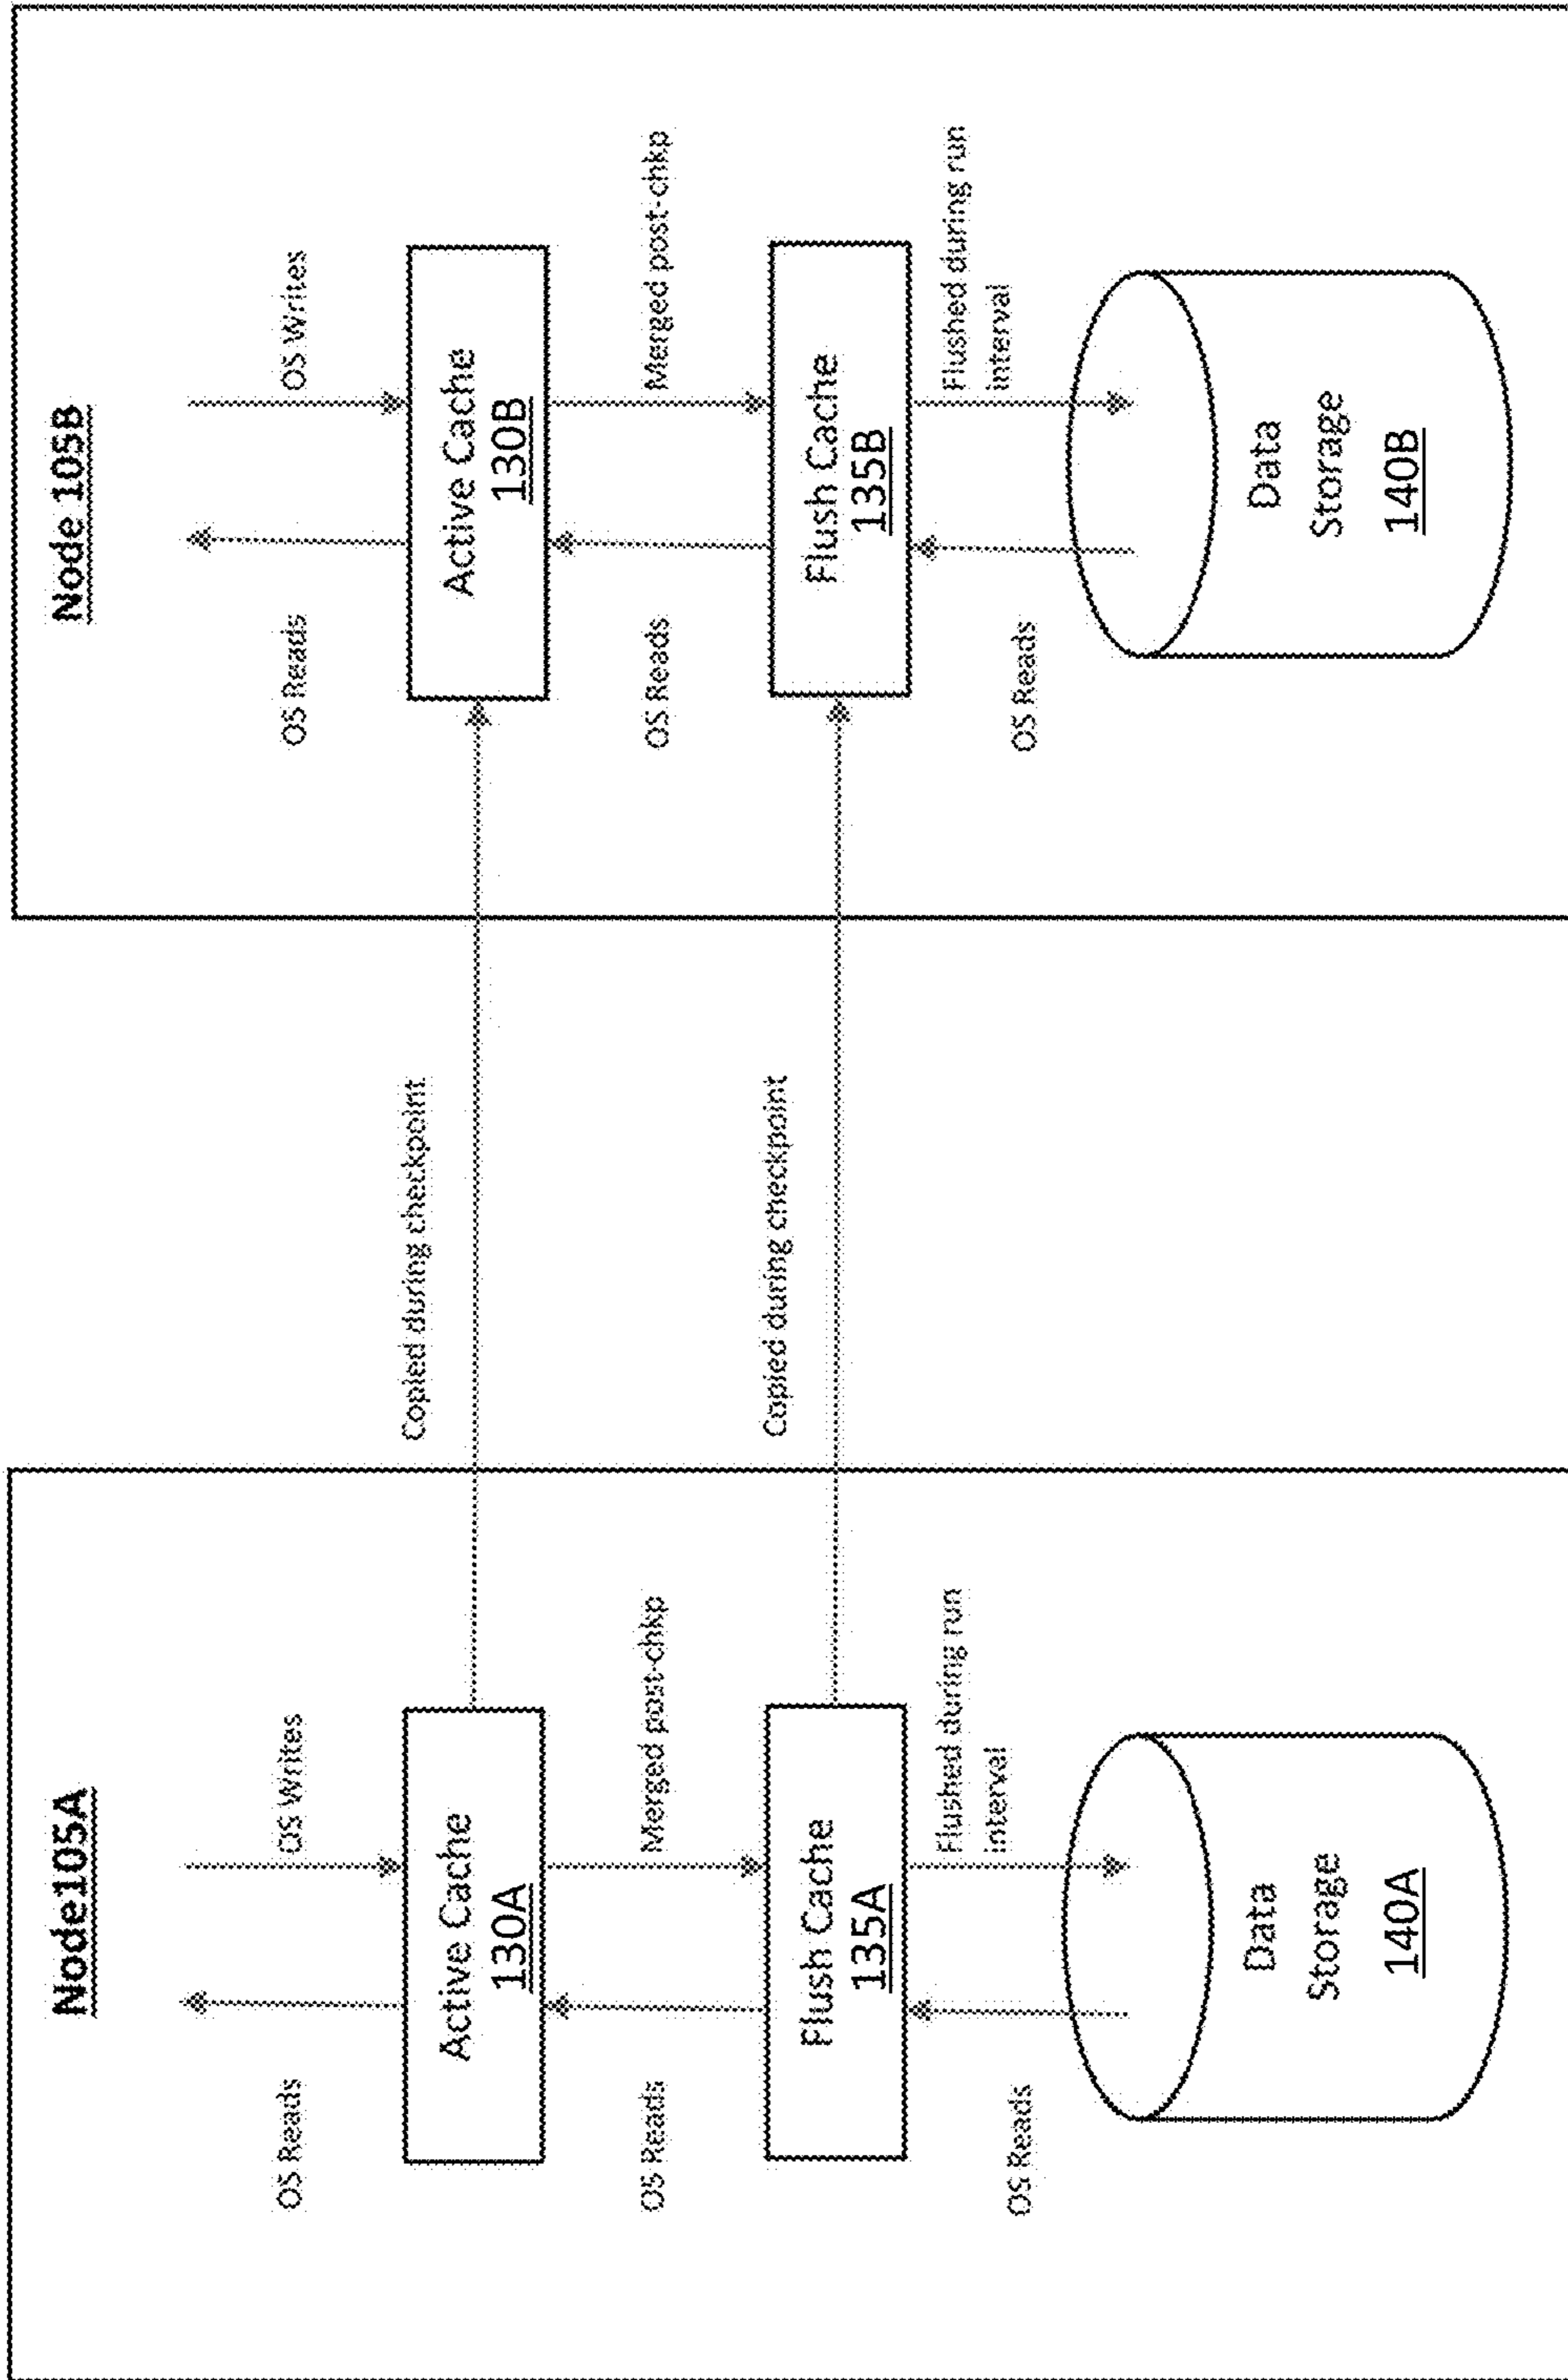 Node105A
OS Reads
OS Writes
Active Cache
130A
OS Reads
Merged post-chkp
Flush Cache
135A
OS Reads
Flushed during run
interval
Data
Storage
140A
Copied during checkpoint
Copied during checkpoint
Node 105B
OS Reads
OS Writes
Active Cache
130B
OS Reads
Merged post-chkp
Flush Cache
135B
OS Reads
Flushed during run
interval
Data
Storage
140B